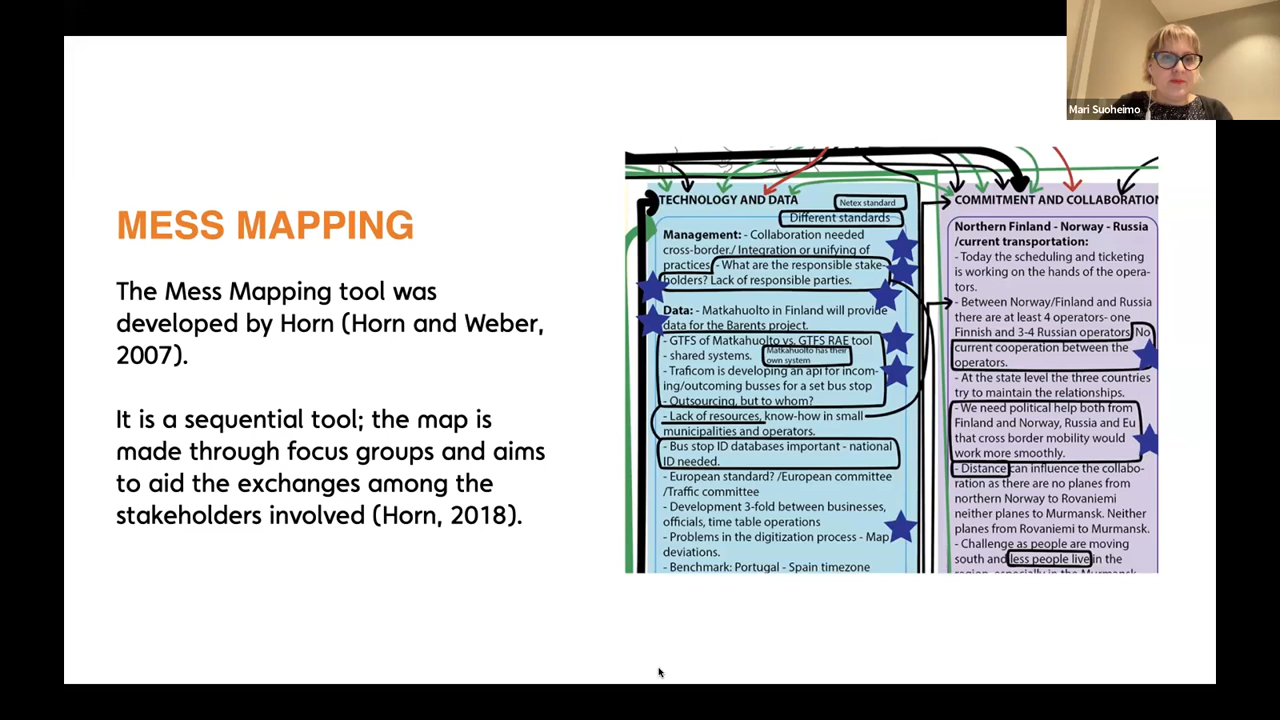 Mari Suoheimo
MESS MAPPING
The Mess Mapping tool was
developed by Horn (Horn and Weber,
2007).
It is a sequential tool; the map is
made through focus groups and aims
to aid the exchanges among the
stakeholders involved (Horn, 2018).
TECHNOLOGY AND DATA
Netex standard
Different standards
Management: - Collaboration needed
cross-border./ Integration or unifying of
practices - What are the responsible stake-
holders? Lack of responsible parties.
Data: - Matkahuolto in Finland will provide
data for the Barents project.
- GTFS of Matkahuolto vs. GTFS RAE tool
- shared systems.
Matkahuolto has their
own system
- Traficom is developing an api for incom-
ing/outcoming busses for a set bus stop
- Outsourcing, but to whom?
- Lack of resources, know-how in small
municipalities and operators.
- Bus stop ID databases important - national
ID needed.
- European standard? /European committee
/Traffic committee
- Development 3-fold between businesses,
officials, time table operations
- Problems in the digitization process - Map
deviations.
- Benchmark: Portugal - Spain timezone
COMMITMENT AND COLLABORATION
Northern Finland - Norway - Russia
/current transportation:
- Today the scheduling and ticketing
is working on the hands of the opera-
tors.
- Between Norway/Finland and Russia
there are at least 4 operators- one
Finnish and 3-4 Russian operators. No
current cooperation between the
operators.
- At the state level the three countries
try to maintain the relationships.
- We need political help both from
Finland and Norway, Russia and Eu
that cross border mobility would
work more smoothly.
- Distance can influence the collabo-
ration as there are no planes from
northern Norway to Rovaniemi
neither planes to Murmansk. Neither
planes from Rovaniemi to Murmansk.
- Challenge as people are moving
south and less people live in the